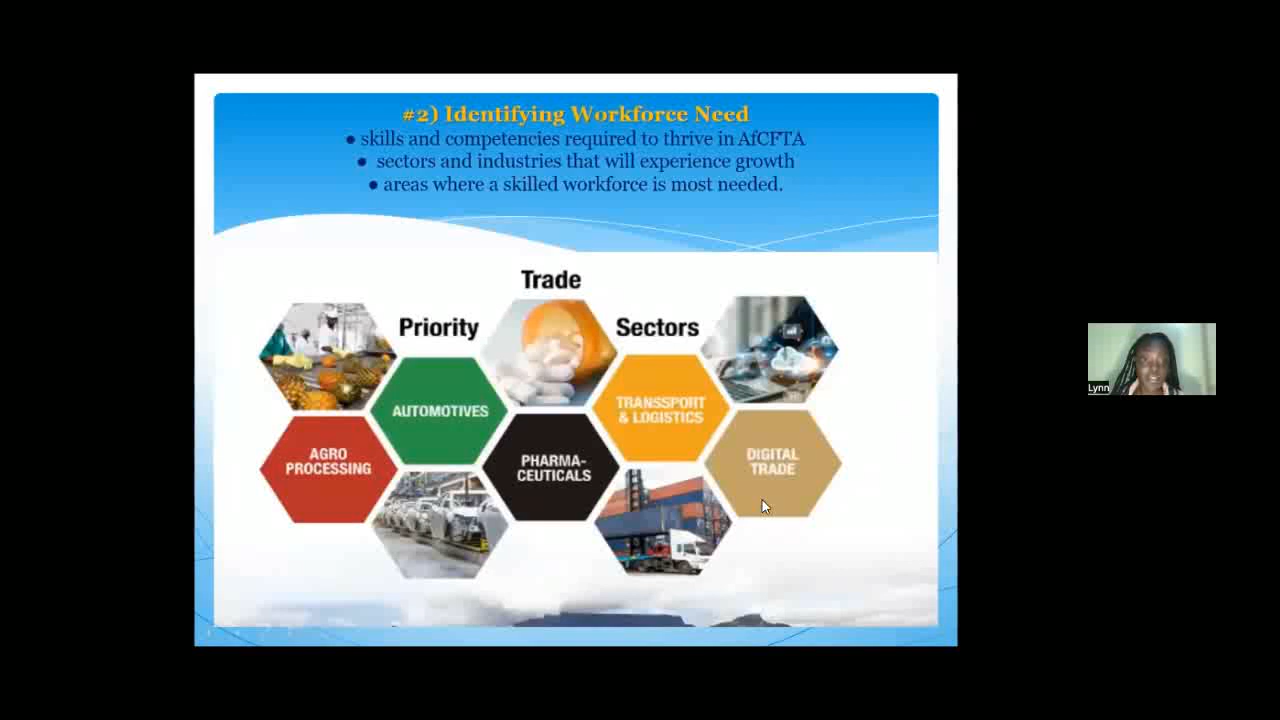 #2) Identifying Workforce Need
● skills and competencies required to thrive in AfCFTA
● sectors and industries that will experience growth
● areas where a skilled workforce is most needed.
Trade
Priority
Sectors
AUTOMOTIVES
TRANSSPORT
& LOGISTICS
AGRO
PROCESSING
PHARMA-
CEUTICALS
DIGITAL
TRADE
Lynn